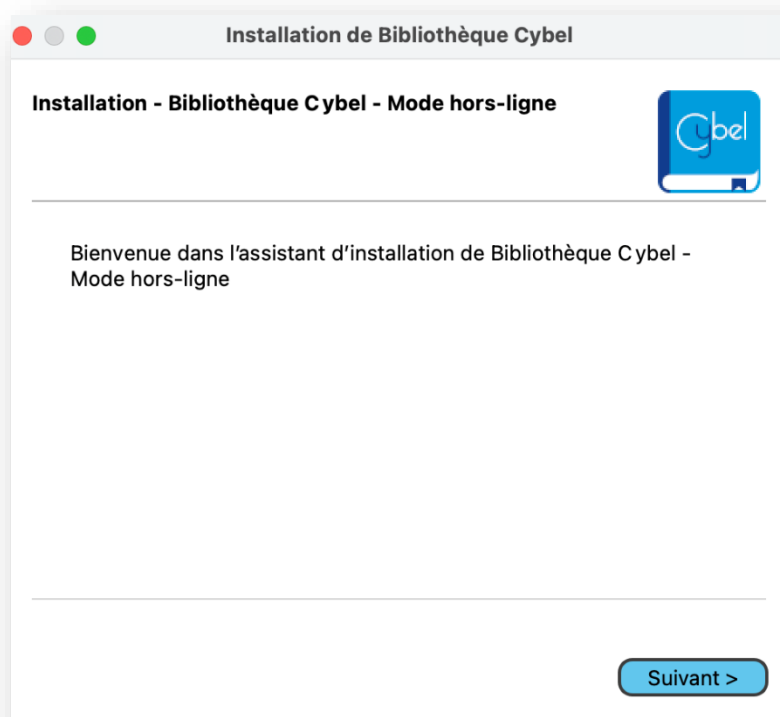 Installation de Bibliothèque Cybel
Installation - Bibliothèque Cybel - Mode hors-ligne
Cybel
Bienvenue dans l'assistant d'installation de Bibliothèque Cybel -
Mode hors-ligne
Suivant >